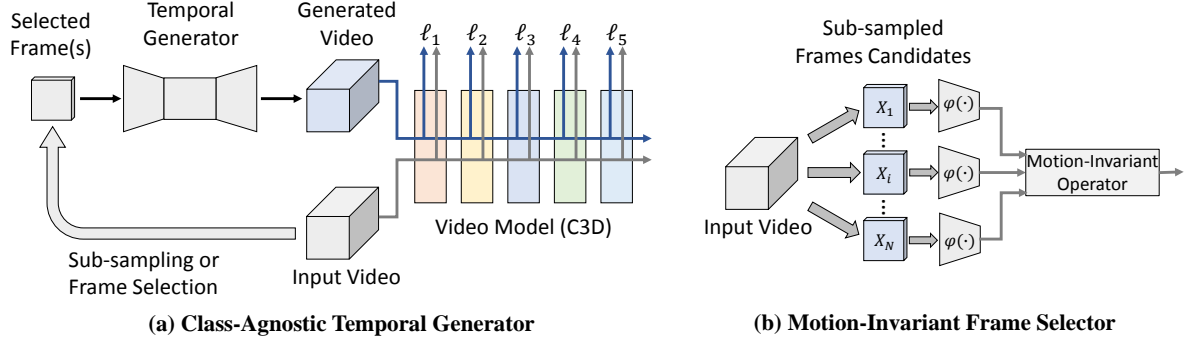 Selected
Frame(s)
Temporal
Generator
Generated
Video
ℓ1 ℓ2 ℓ3 ℓ4 ℓ5
Video Model (C3D)
Input Video
Sub-sampling or
Frame Selection
(a) Class-Agnostic Temporal Generator
Sub-sampled
Frames Candidates
Input Video
X1 φ(·)
Xi φ(·)
XN φ(·)
Motion-Invariant
Operator
(b) Motion-Invariant Frame Selector